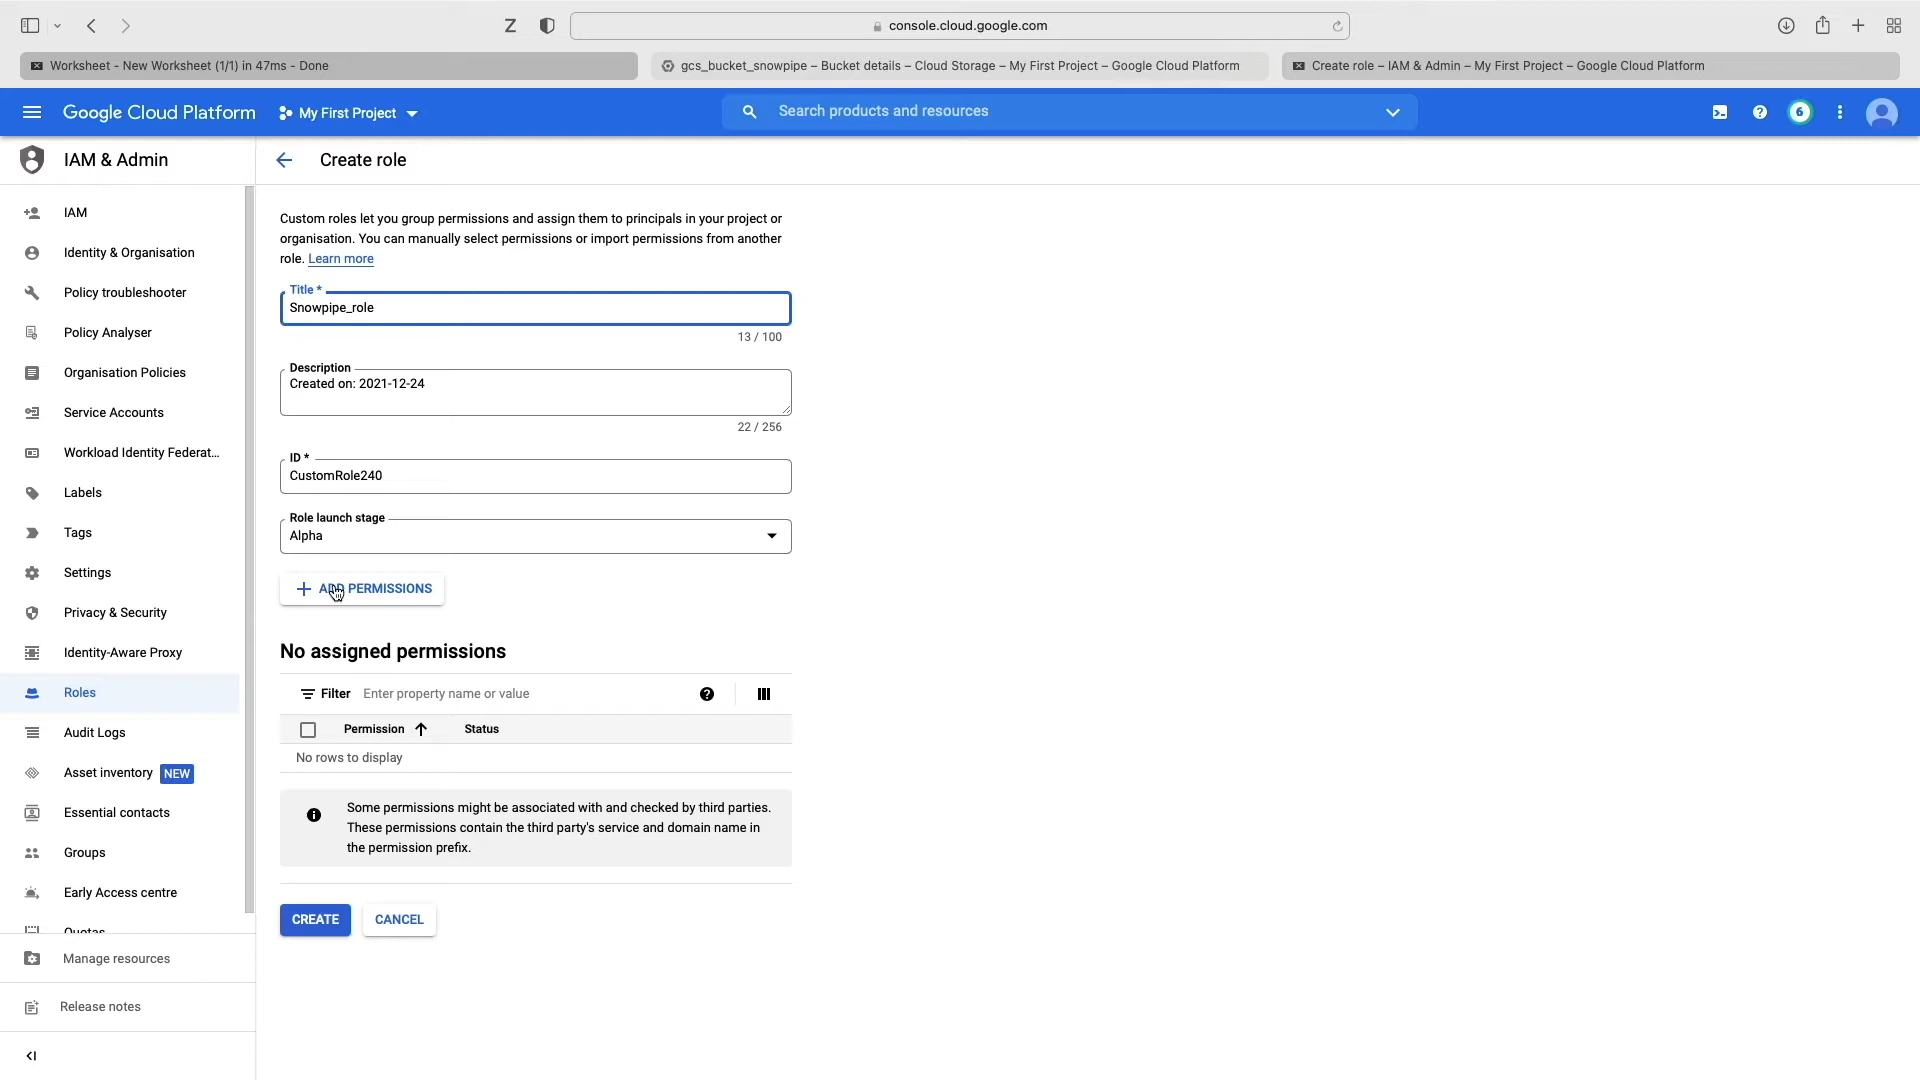 Z
console.cloud.google.com
Worksheet - New Worksheet (1/1) in 47ms - Done
gcs_bucket_snowpipe – Bucket details – Cloud Storage – My First Project – Google Cloud Platform
Create role – IAM & Admin – My First Project – Google Cloud Platform
Google Cloud Platform
My First Project
Search products and resources
6
IAM & Admin
Create role
IAM
Identity & Organisation
Policy troubleshooter
Policy Analyser
Organisation Policies
Service Accounts
Workload Identity Federat...
Labels
Tags
Settings
Privacy & Security
Identity-Aware Proxy
Roles
Audit Logs
Asset inventory NEW
Essential contacts
Groups
Early Access centre
Quotas
Manage resources
Release notes
Custom roles let you group permissions and assign them to principals in your project or
organisation. You can manually select permissions or import permissions from another
role. Learn more
Title *
Snowpipe_role
13 / 100
Description
Created on: 2021-12-24
22 / 256
ID *
CustomRole240
Role launch stage
Alpha
ADD PERMISSIONS
No assigned permissions
Filter Enter property name or value
Permission Status
No rows to display
Some permissions might be associated with and checked by third parties.
These permissions contain the third party's service and domain name in
the permission prefix.
CREATE CANCEL